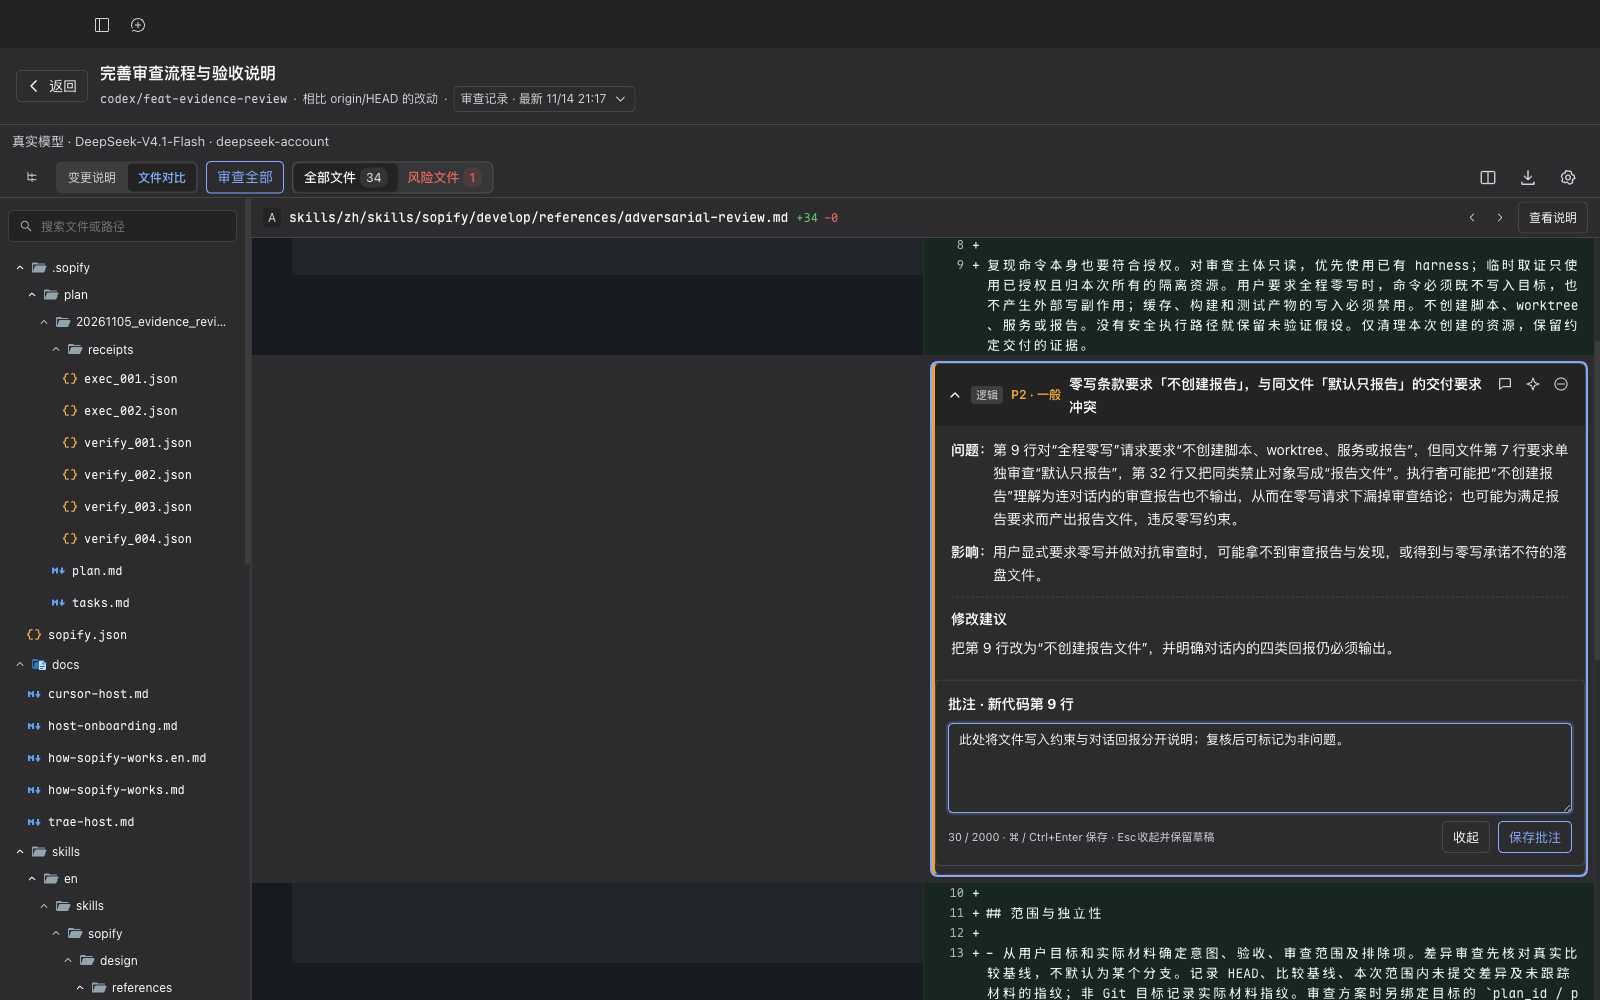 返回
完善审查流程与验收说明
codex/feat-evidence-review · 相比 origin/HEAD 的改动 · 审查记录 · 最新 11/14 21:17
真实模型 · DeepSeek-V4.1-Flash · deepseek-account
变更说明 文件对比 审查全部 全部文件 34 风险文件 1
搜索文件或路径
A skills/zh/skills/sopify/develop/references/adversarial-review.md +34 -0
查看说明
.sopify
plan
20261105_evidence_revi...
receipts
{} exec_001.json
{} exec_002.json
{} verify_001.json
{} verify_002.json
{} verify_003.json
{} verify_004.json
M↓ plan.md
M↓ tasks.md
{} sopify.json
docs
M↓ cursor-host.md
M↓ host-onboarding.md
M↓ how-sopify-works.en.md
M↓ how-sopify-works.md
M↓ trae-host.md
skills
en
skills
sopify
design
references
8 +
9 + 复现命令本身也要符合授权。对审查主体只读，优先使用已有 harness；临时取证只使
用已授权且归本次所有的隔离资源。用户要求全程零写时，命令必须既不写入目标，也
不产生外部写副作用；缓存、构建和测试产物的写入必须禁用。不创建脚本、worktree
、服务或报告。没有安全执行路径就保留未验证假设。仅清理本次创建的资源，保留约
定交付的证据。
逻辑 P2 · 一般 零写条款要求「不创建报告」，与同文件「默认只报告」的交付要求
冲突
问题： 第 9 行对“全程零写”请求要求“不创建脚本、worktree、服务或报告”，但同文件第 7 行要求单
独审查“默认只报告”，第 32 行又把同类禁止对象写成“报告文件”。执行者可能把“不创建报
告”理解为连对话内的审查报告也不输出，从而在零写请求下漏掉审查结论；也可能为满足报
告要求而产出报告文件，违反零写约束。
影响： 用户显式要求零写并做对抗审查时，可能拿不到审查报告与发现，或得到与零写承诺不符的落
盘文件。
修改建议
把第 9 行改为“不创建报告文件”，并明确对话内的四类回报仍必须输出。
批注 · 新代码第 9 行
此处将文件写入约束与对话回报分开说明；复核后可标记为非问题。
30 / 2000 · ⌘ / Ctrl+Enter 保存 · Esc收起并保留草稿
收起 保存批注
10 +
11 + ## 范围与独立性
12 +
13 + - 从用户目标和实际材料确定意图、验收、审查范围及排除项。差异审查先核对真实比
较基线，不默认为某个分支。记录 HEAD、比较基线、本次范围内未提交差异及未跟踪
材料的指纹；非 Git 目标记录实际材料指纹。审查方案时另绑定目标的 `plan_id / p